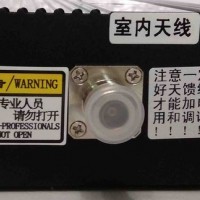 室内天线
/WARNING
专业人员
请勿打开
-PROFESSIONALS
NOT OPEN
注意一
好天馈
才能加
用和调